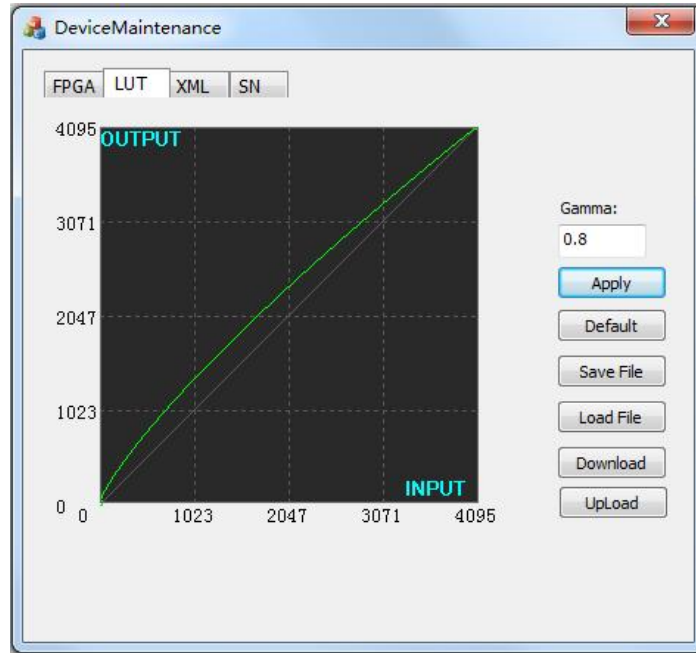 DeviceMaintenance
FPGA LUT XML SN
4095 OUTPUT
3071
2047
1023
0
INPUT
0 1023 2047 3071 4095
Gamma:
0.8
Apply
Default
Save File
Load File
Download
UpLoad